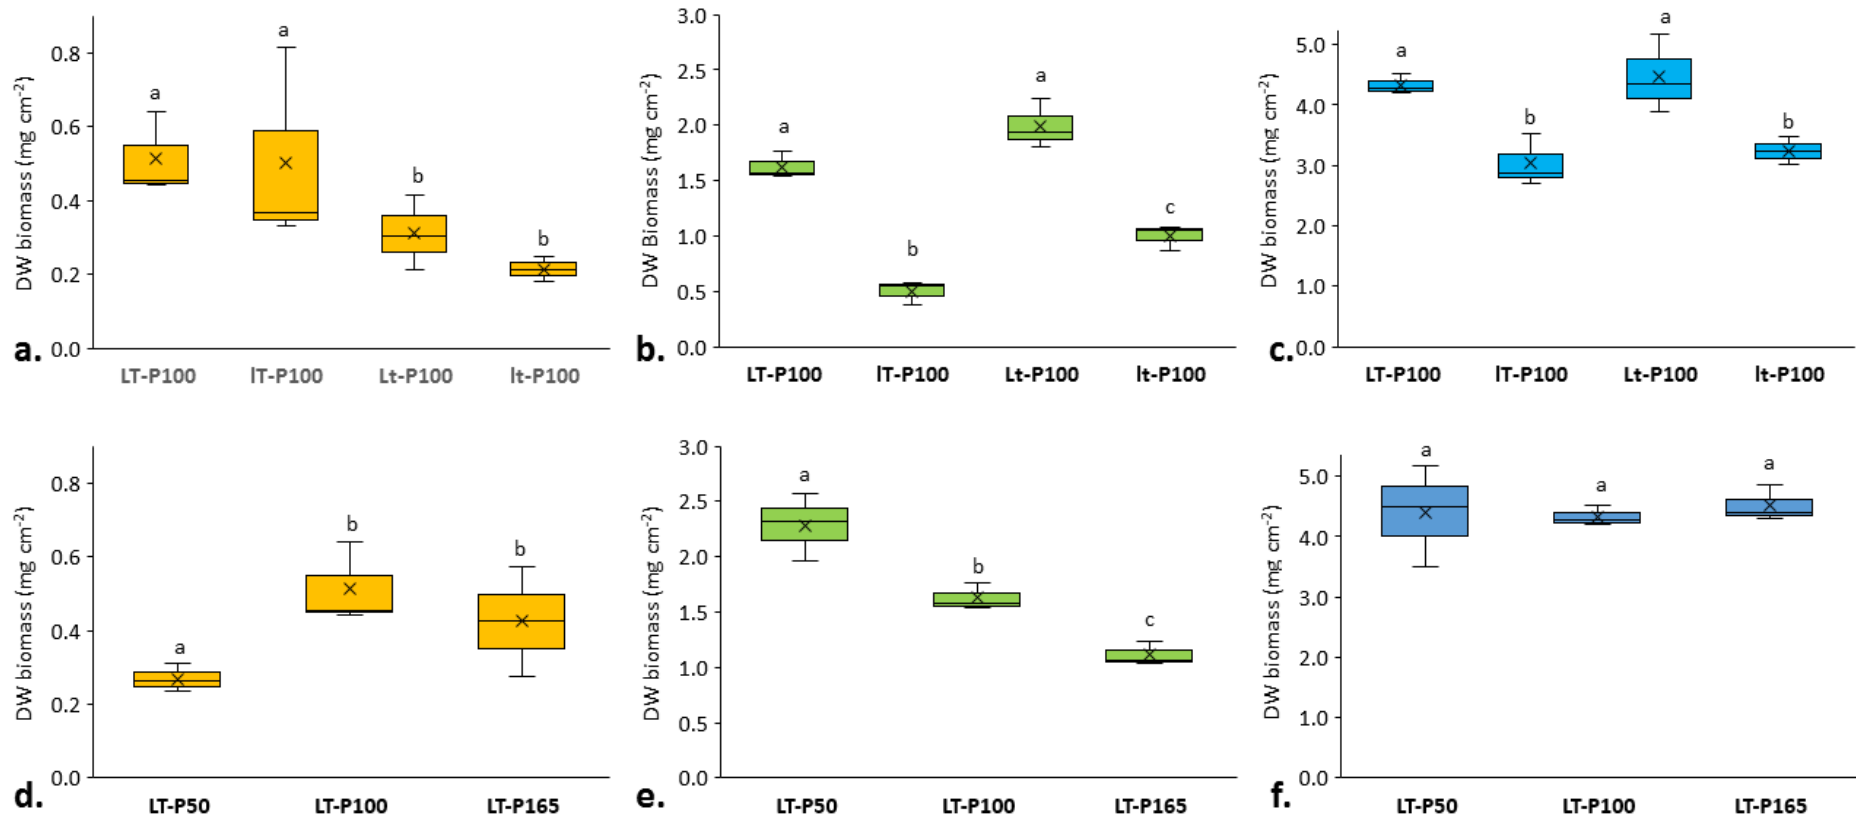 DW biomass (mg cm⁻²)
0.8
0.6
0.4
0.2
0.0
a
a
b
b
LT-P100 lT-P100 Lt-P100 lt-P100
a.
DW Biomass (mg cm⁻²)
3.0
2.5
2.0
1.5
1.0
0.5
0.0
a
b
a
c
LT-P100 lT-P100 Lt-P100 lt-P100
b.
DW biomass (mg cm⁻²)
5.0
4.0
3.0
2.0
1.0
0.0
a
b
a
b
LT-P100 lT-P100 Lt-P100 lt-P100
c.
DW biomass (mg cm⁻²)
0.8
0.6
0.4
0.2
0.0
a
b
b
LT-P50 LT-P100 LT-P165
d.
DW biomass (mg cm⁻²)
3.0
2.5
2.0
1.5
1.0
0.5
0.0
a
b
c
LT-P50 LT-P100 LT-P165
e.
DW biomass (mg cm⁻²)
5.0
4.0
3.0
2.0
1.0
0.0
a
a
a
LT-P50 LT-P100 LT-P165
f.